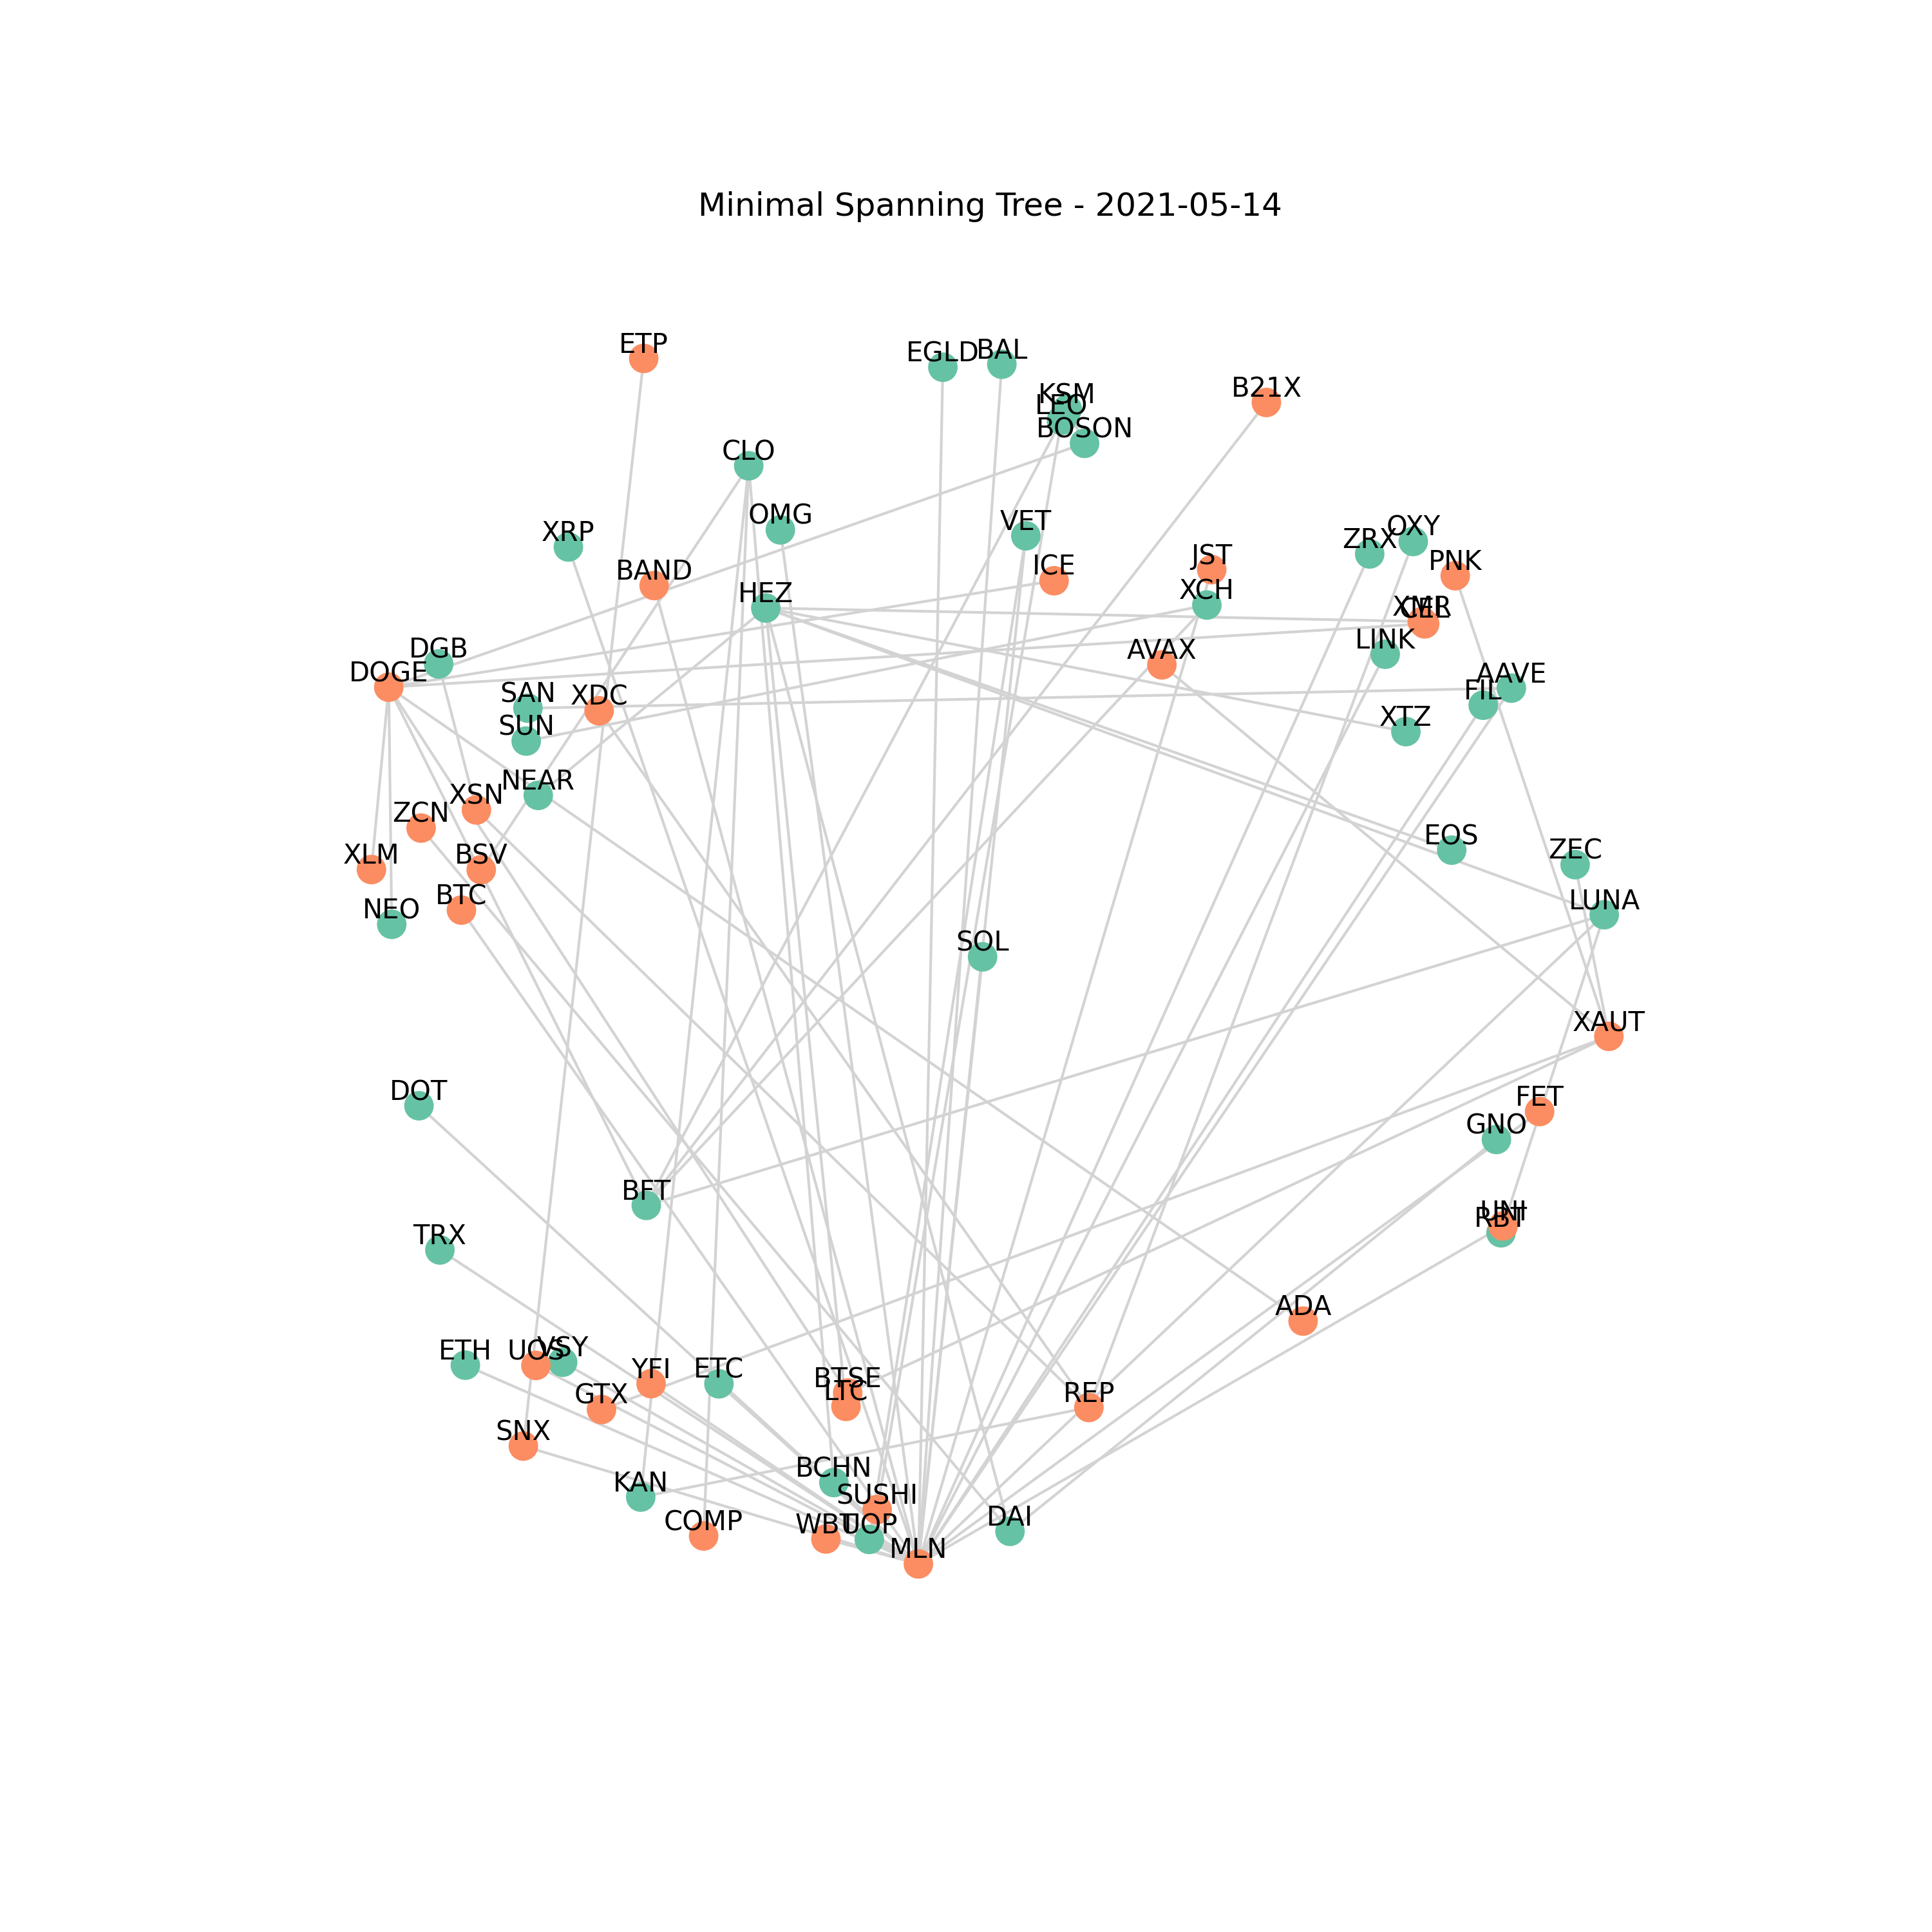 Minimal Spanning Tree - 2021-05-14
ETP
EGLD
BAL
B21X
KSM
LEO
BOSON
CLO
OMG
VET
XRP
OXY
ZRX
BAND
ICE
JST
PNK
HEZ
XCH
XMR
CEL
LINK
DGB
AVAX
DOGE
AAVE
SAN
XDC
FIL
SUN
XTZ
NEAR
XSN
ZCN
EOS
XLM
BSV
ZEC
BTC
NEO
LUNA
SOL
XAUT
DOT
FET
GNO
BFT
UNI
RBT
TRX
ADA
ETH
UOS
VSY
YFI
ETC
BTSE
LTC
REP
GTX
SNX
BCHN
KAN
SUSHI
COMP
WBT
UOP
DAI
MLN